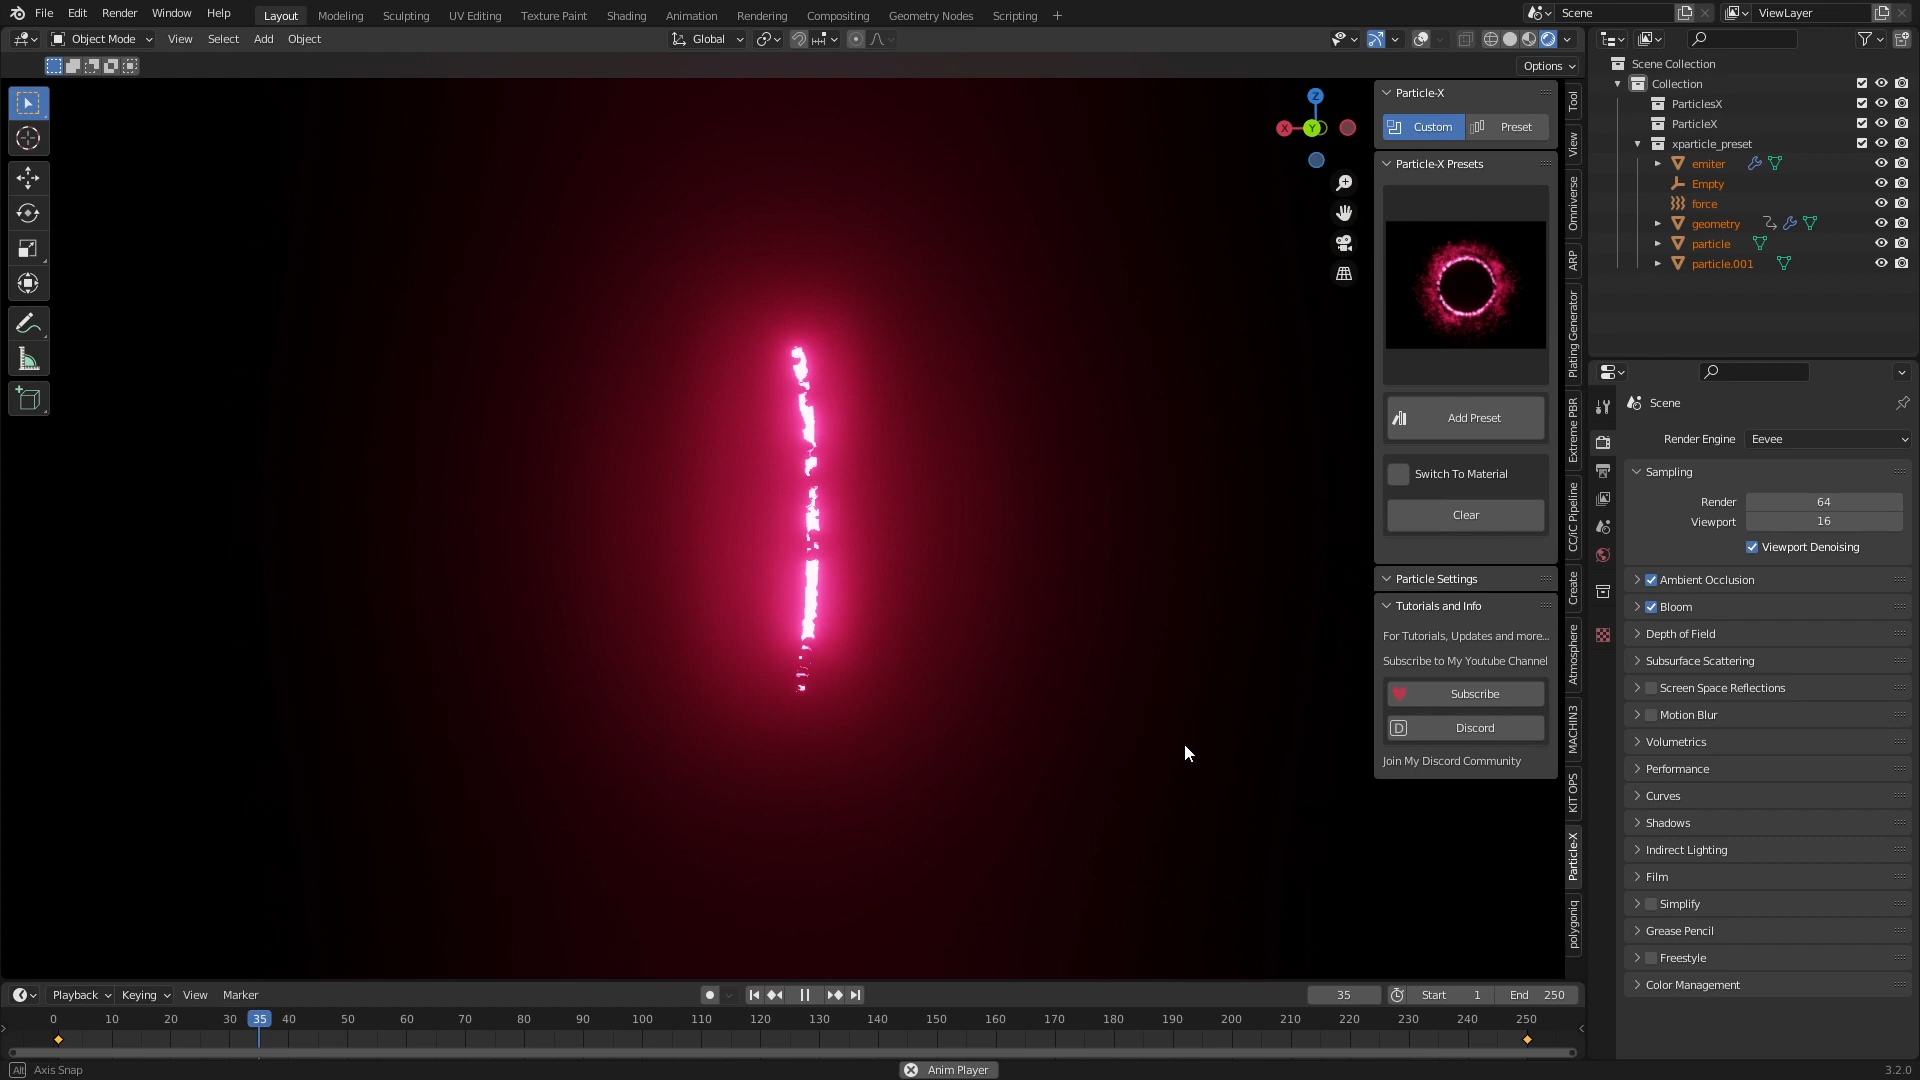 File Edit Render Window Help Layout Modeling Sculpting UV Editing Texture Paint Shading Animation Rendering Compositing Geometry Nodes Scripting + Scene ViewLayer
Object Mode View Select Add Object Global
Options
Scene Collection
Collection
ParticlesX
ParticleX
xparticle_preset
emiter
Empty
force
geometry
particle
particle.001
X Y Z
Particle-X
Custom Preset
Particle-X Presets
Add Preset
Switch To Material
Clear
Particle Settings
Tutorials and Info
For Tutorials, Updates and more...
Subscribe to My Youtube Channel
Subscribe
D Discord
Join My Discord Community
Tool
View
Omniverse
ARP
Plating Generator
Extreme PBR
CC/iC Pipeline
Create
Atmosphere
MACHIN3
KIT OPS
Particle-X
polygoniq
Scene
Render Engine Eevee
Sampling
Render 64
Viewport 16
Viewport Denoising
Ambient Occlusion
Bloom
Depth of Field
Subsurface Scattering
Screen Space Reflections
Motion Blur
Volumetrics
Performance
Curves
Shadows
Indirect Lighting
Film
Simplify
Grease Pencil
Freestyle
Color Management
Playback Keying View Marker 35 Start 1 End 250
0 10 20 30 35 40 50 60 70 80 90 100 110 120 130 140 150 160 170 180 190 200 210 220 230 240 250
Alt Axis Snap Anim Player 3.2.0